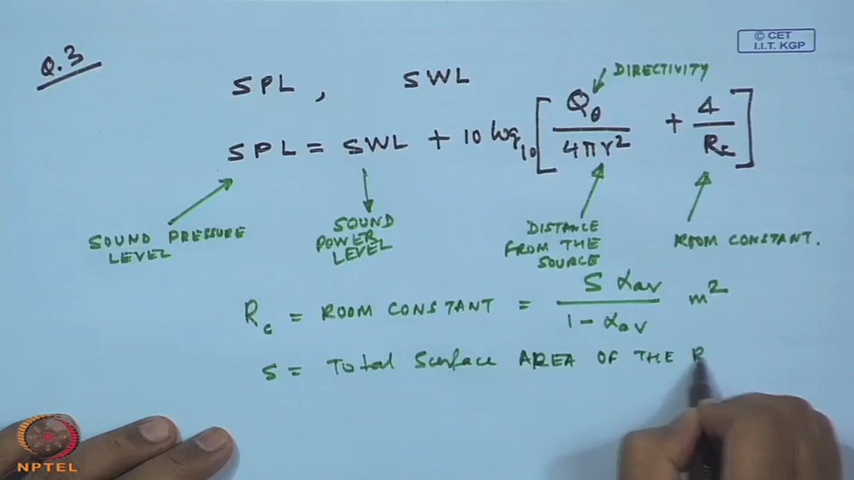 © CET
I.I.T. KGP
Q.3
SPL, SWL
DIRECTIVITY
SPL = SWL + 10 log₁₀ [ Qθ / 4πr² + 4 / Rc ]
SOUND PRESSURE LEVEL
SOUND POWER LEVEL
DISTANCE FROM THE SOURCE
ROOM CONSTANT.
Rc = ROOM CONSTANT = S αav / 1 - αav m²
S = Total Surface AREA OF THE R
NPTEL